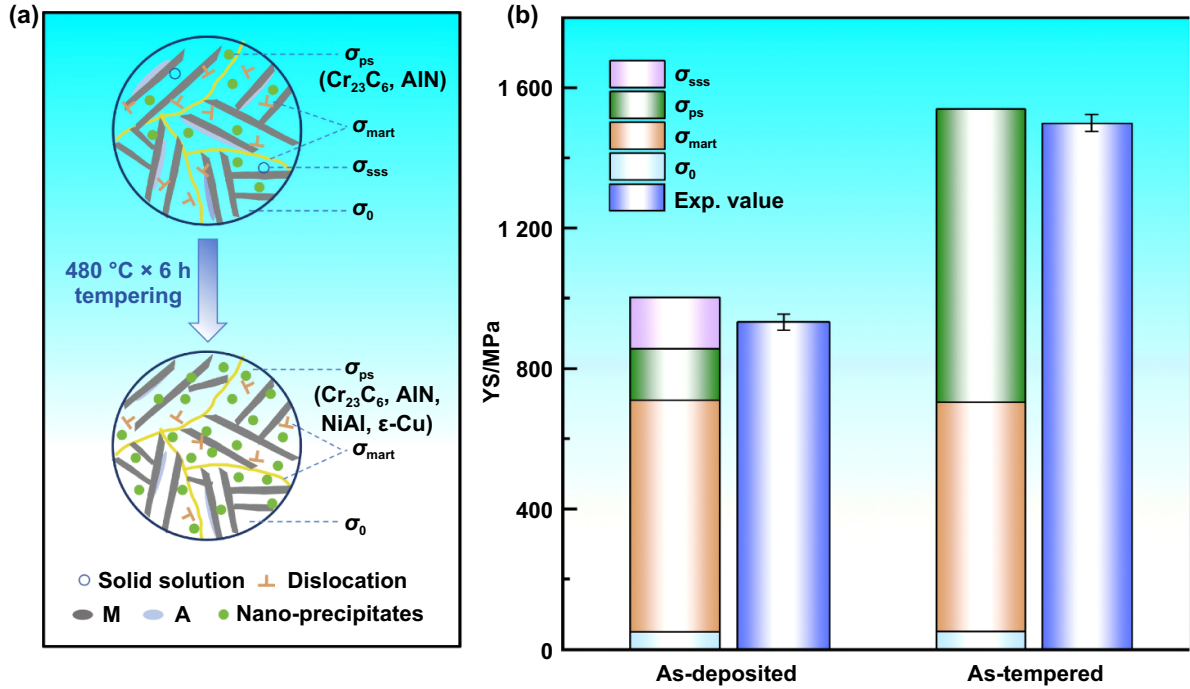 (a)
σps
(Cr23C6, AlN)
σmart
σsss
σ0
480 °C × 6 h
tempering
σps
(Cr23C6, AlN,
NiAl, ε-Cu)
σmart
σ0
Solid solution
Dislocation
M
A
Nano-precipitates
(b)
YS/MPa
1 600
1 200
800
400
0
σsss
σps
σmart
σ0
Exp. value
As-deposited
As-tempered